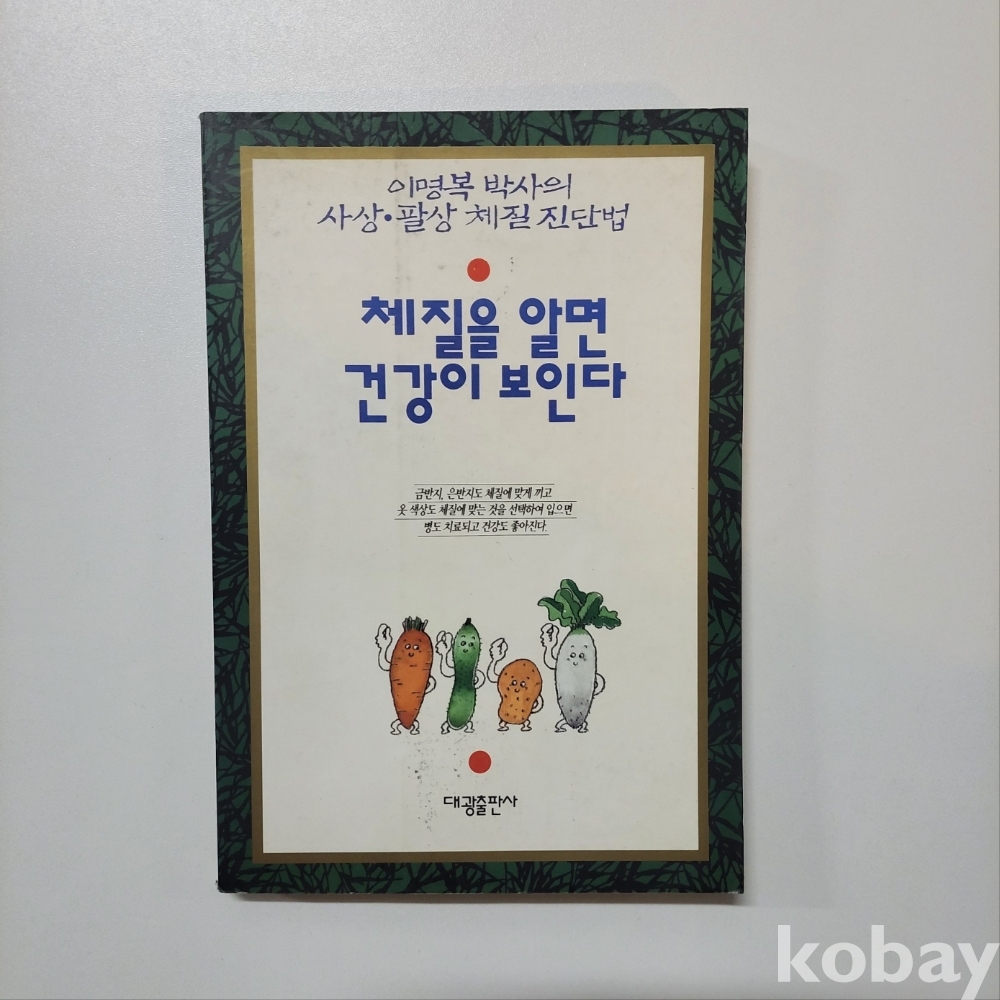 이명복 박사의
사상•팔상 체질 진단법
체질을 알면
건강이 보인다
금반지, 은반지도 체질에 맞게 끼고
옷 색상도 체질에 맞는 것을 선택하여 입으면
병도 치료되고 건강도 좋아진다.
대광출판사
kobay